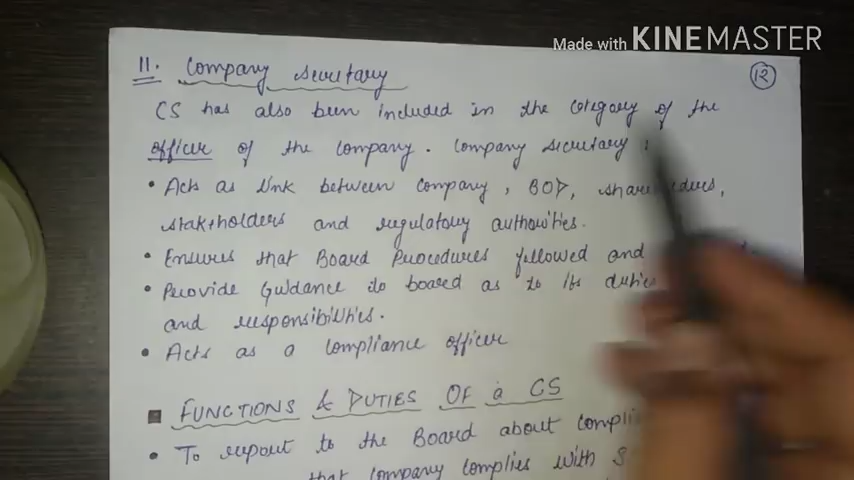 Made with KINEMASTER
11. Company Secretary
12
CS has also been included in the category of the
officer of the company. Company Secretary
• Acts as link between company, BOD, shareholders,
stakholders and regulatory authorities.
• Ensures that Board Procedures followed and
• Provide Guidance to board as to its duties
and responsibilities.
• Acts as a compliance officer
FUNCTIONS & DUTIES OF a CS
• To report to the Board about
that company complies with